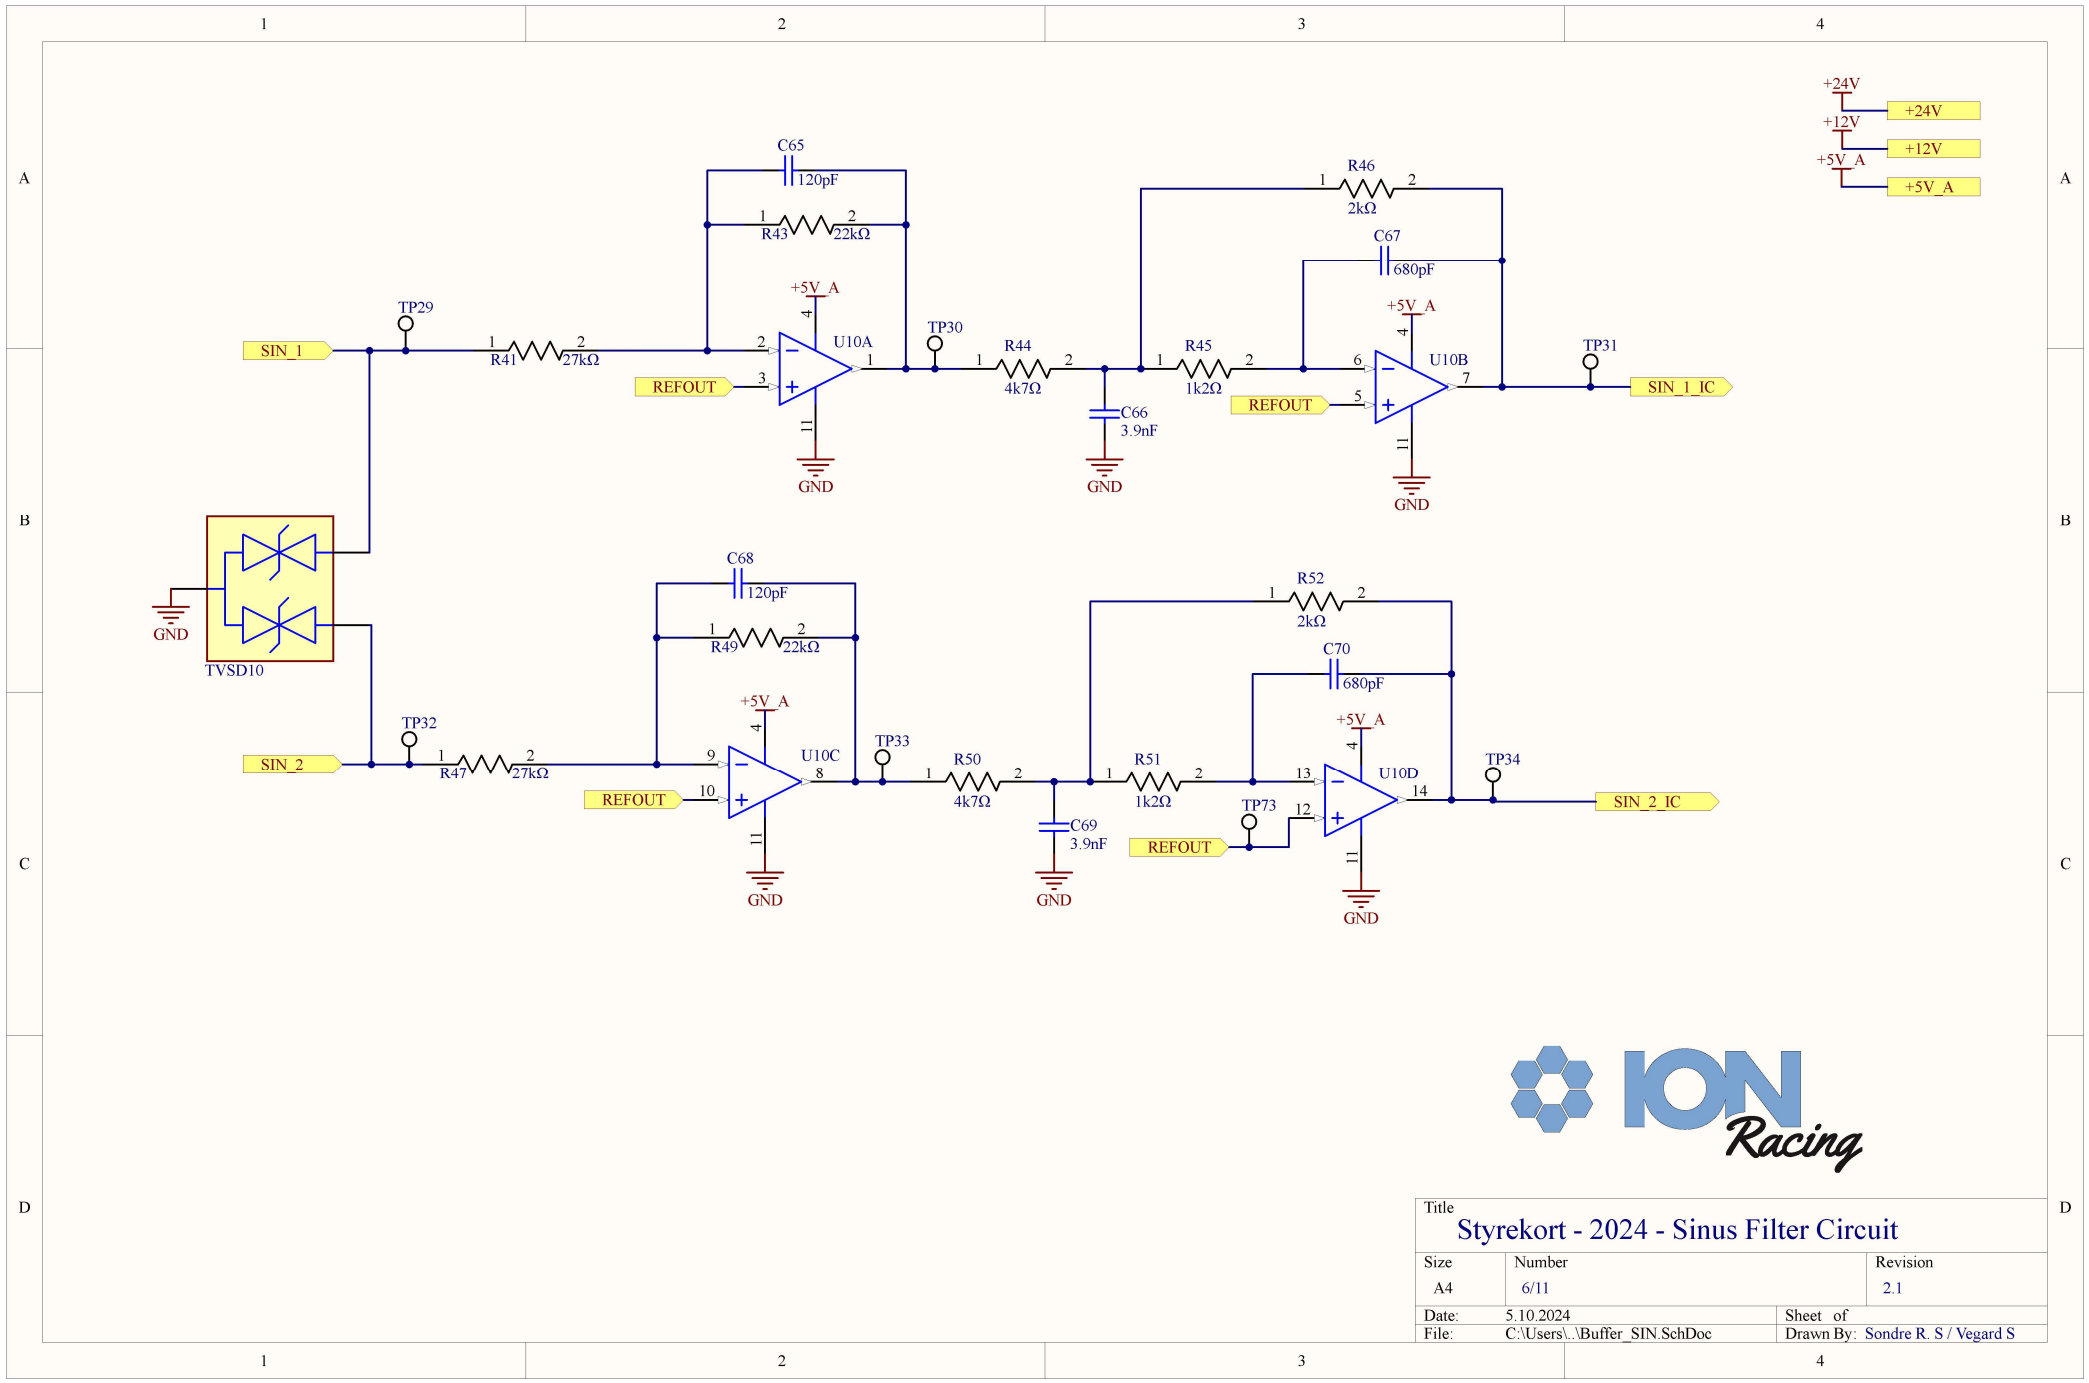 1 2 3 4
+24V
+24V
+12V
+12V
+5V_A
+5V_A
A A
C65
120pF
1 2
R43 22kΩ
R46
1 2
2kΩ
C67
680pF
+5V_A
4
+5V_A
4
TP29
SIN_1
1 2
R41 27kΩ
2
U10A
1
REFOUT
3
11
GND
TP30
R44
1 2
4k7Ω
C66
3.9nF
GND
R45
1 2
1k2Ω
6
U10B
7
REFOUT
5
11
GND
TP31
SIN_1_IC
B B
GND
TVSD10
C68
120pF
1 2
R49 22kΩ
R52
1 2
2kΩ
C70
680pF
+5V_A
4
+5V_A
4
TP32
SIN_2
1 2
R47 27kΩ
9
U10C
8
REFOUT
10
11
GND
TP33
R50
1 2
4k7Ω
C69
3.9nF
GND
R51
1 2
1k2Ω
13
U10D
14
TP73
12
REFOUT
11
GND
TP34
SIN_2_IC
C C
ION
Racing
D D
Title
Styrekort - 2024 - Sinus Filter Circuit
Size Number Revision
A4 6/11 2.1
Date: 5.10.2024 Sheet of
File: C:\Users\..\Buffer_SIN.SchDoc Drawn By: Sondre R. S / Vegard S
1 2 3 4